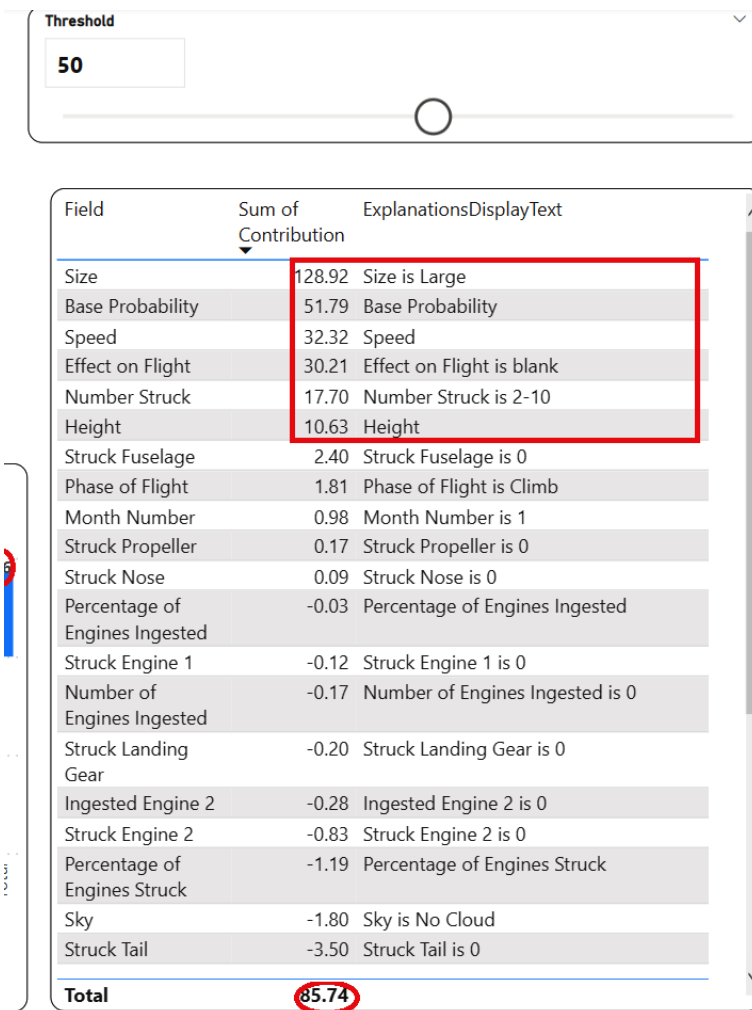 Threshold
50
Field Sum of Contribution ExplanationsDisplayText
Size 128.92 Size is Large
Base Probability 51.79 Base Probability
Speed 32.32 Speed
Effect on Flight 30.21 Effect on Flight is blank
Number Struck 17.70 Number Struck is 2-10
Height 10.63 Height
Struck Fuselage 2.40 Struck Fuselage is 0
Phase of Flight 1.81 Phase of Flight is Climb
Month Number 0.98 Month Number is 1
Struck Propeller 0.17 Struck Propeller is 0
Struck Nose 0.09 Struck Nose is 0
Percentage of Engines Ingested -0.03 Percentage of Engines Ingested
Struck Engine 1 -0.12 Struck Engine 1 is 0
Number of Engines Ingested -0.17 Number of Engines Ingested is 0
Struck Landing Gear -0.20 Struck Landing Gear is 0
Ingested Engine 2 -0.28 Ingested Engine 2 is 0
Struck Engine 2 -0.83 Struck Engine 2 is 0
Percentage of Engines Struck -1.19 Percentage of Engines Struck
Sky -1.80 Sky is No Cloud
Struck Tail -3.50 Struck Tail is 0
Total 85.74